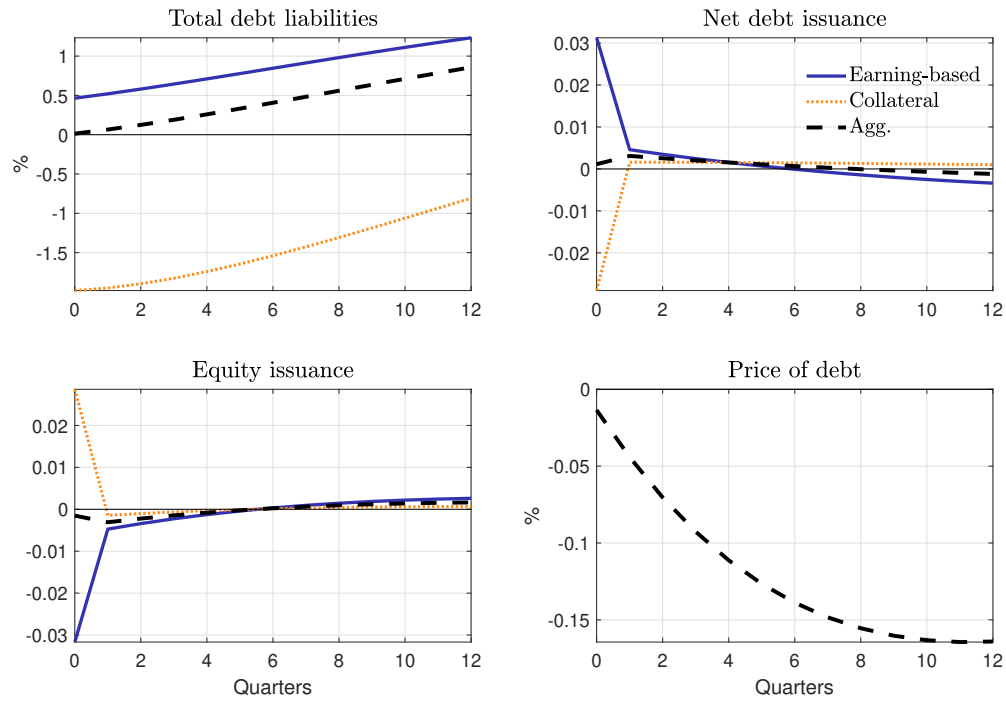 Total debt liabilities
1
0.5
0
-0.5
-1
-1.5
%
0 2 4 6 8 10 12
Net debt issuance
0.03
0.02
0.01
0
-0.01
-0.02
Earning-based
Collateral
Agg.
0 2 4 6 8 10 12
Equity issuance
0.02
0.01
0
-0.01
-0.02
-0.03
0 2 4 6 8 10 12
Quarters
Price of debt
0
-0.05
-0.1
-0.15
%
0 2 4 6 8 10 12
Quarters